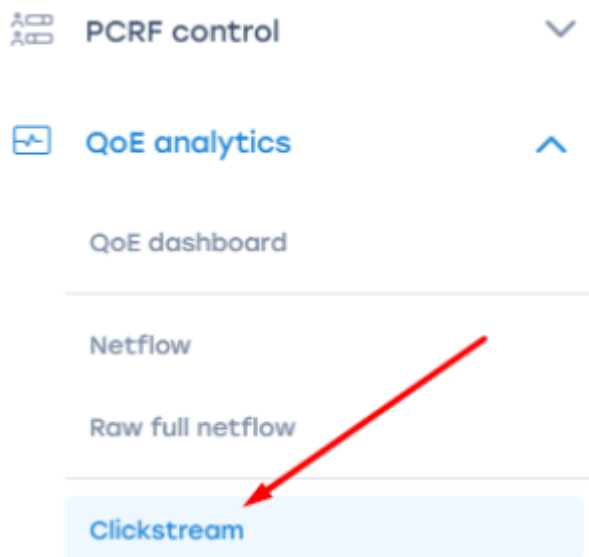 PCRF control
QoE analytics
QoE dashboard
Netflow
Raw full netflow
Clickstream